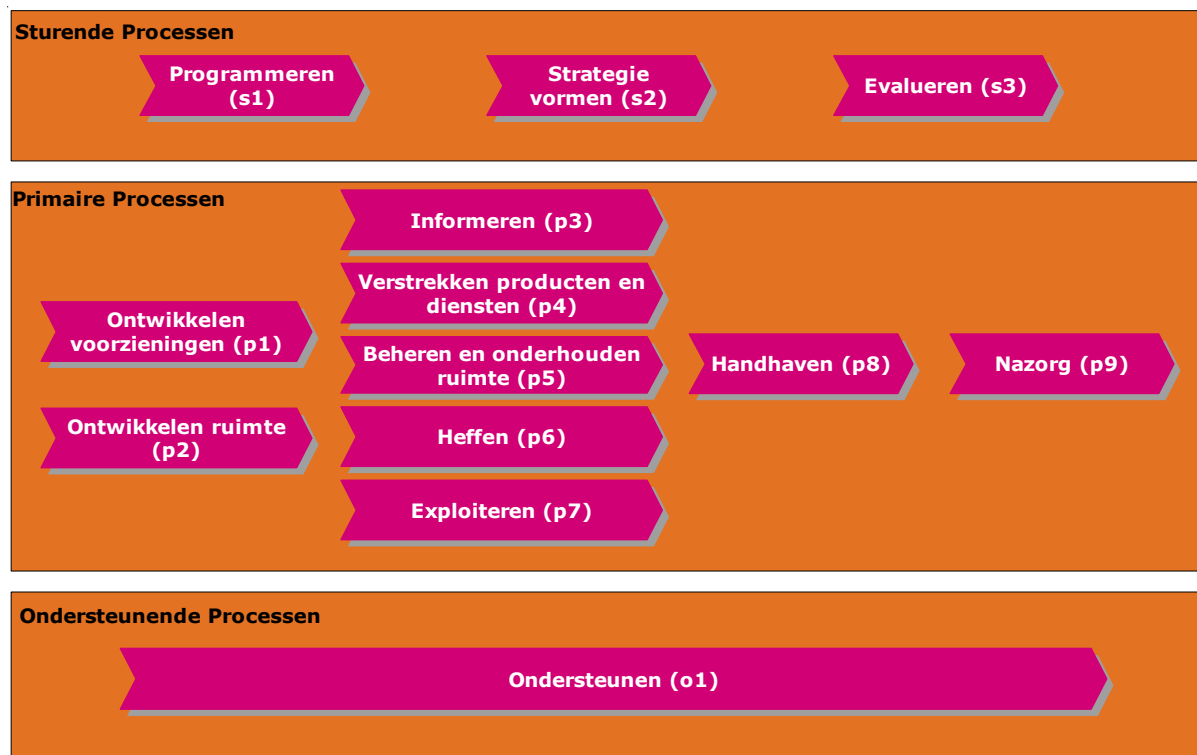 Sturende Processen
Programmeren
(s1)
Strategie
vormen (s2)
Evalueren (s3)
Primaire Processen
Ontwikkelen
voorzieningen (p1)
Ontwikkelen ruimte
(p2)
Informeren (p3)
Verstrekken producten en
diensten (p4)
Beheren en onderhouden
ruimte (p5)
Heffen (p6)
Exploiteren (p7)
Handhaven (p8)
Nazorg (p9)
Ondersteunende Processen
Ondersteunen (o1)